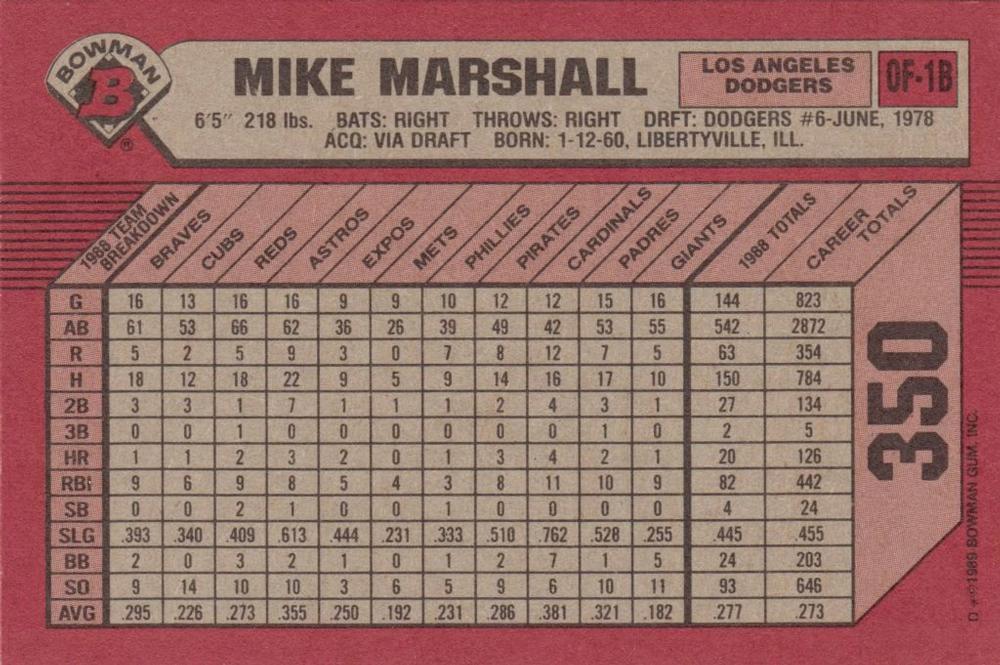 BOWMAN
B
®
MIKE MARSHALL
LOS ANGELES
DODGERS
OF-1B
6'5" 218 lbs. BATS: RIGHT THROWS: RIGHT DRFT: DODGERS #6-JUNE, 1978
ACQ: VIA DRAFT BORN: 1-12-60, LIBERTYVILLE, ILL.
1988 TEAM BREAKDOWN BRAVES CUBS REDS ASTROS EXPOS METS PHILLIES PIRATES CARDINALS PADRES GIANTS 1988 TOTALS CAREER TOTALS
G 16 13 16 16 9 9 10 12 12 15 16 144 823
AB 61 53 66 62 36 26 39 49 42 53 55 542 2872
R 5 2 5 9 3 0 7 8 12 7 5 63 354
H 18 12 18 22 9 5 9 14 16 17 10 150 784
2B 3 3 1 7 1 1 1 2 4 3 1 27 134
3B 0 0 1 0 0 0 0 0 0 1 0 2 5
HR 1 1 2 3 2 0 1 3 4 2 1 20 126
RBI 9 6 9 8 5 4 3 8 11 10 9 82 442
SB 0 0 2 1 0 0 1 0 0 0 0 4 24
SLG .393 .340 .409 .613 .444 .231 .333 .510 .762 .528 .255 .445 .455
BB 2 0 3 2 1 0 1 2 7 1 5 24 203
SO 9 14 10 10 3 6 5 9 6 10 11 93 646
AVG .295 .226 .273 .355 .250 .192 .231 .286 .381 .321 .182 .277 .273
350
D **©1989 BOWMAN GUM, INC.